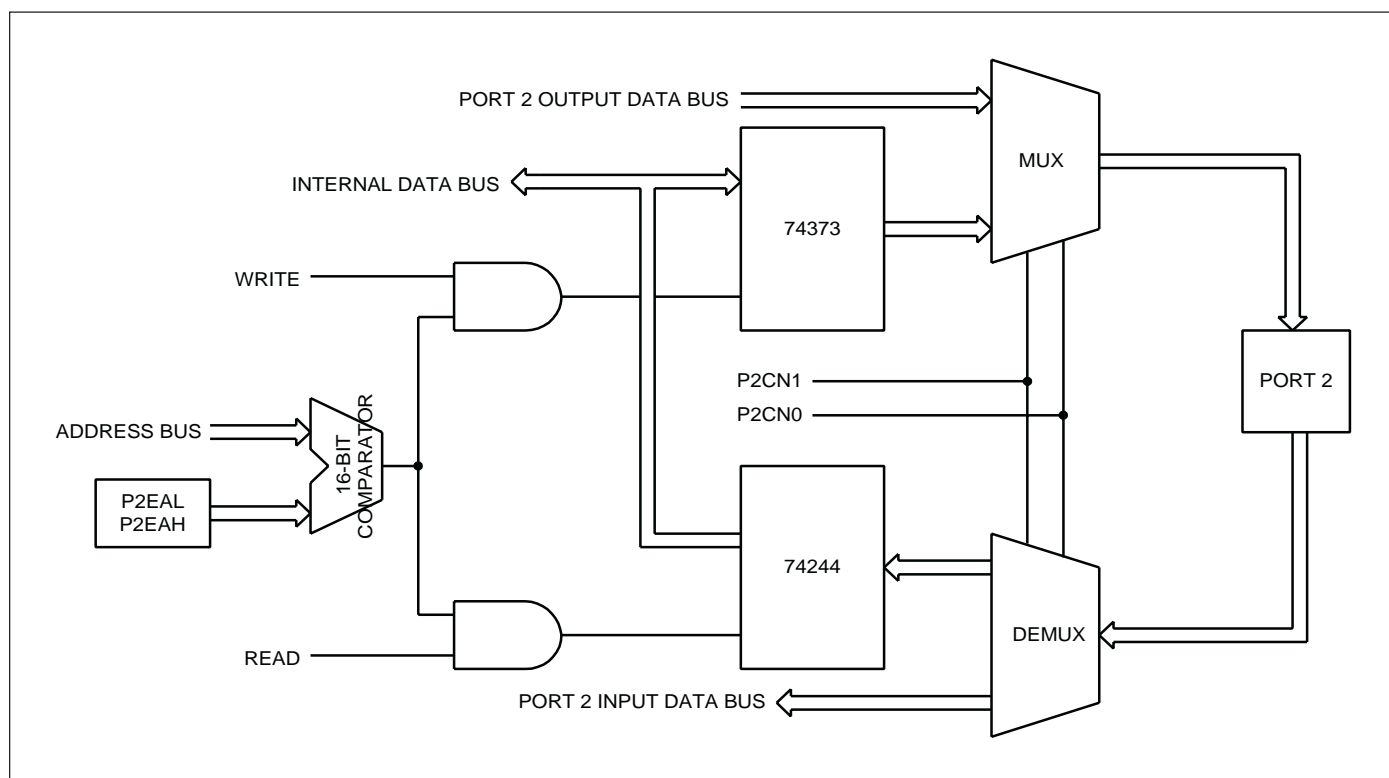 PORT 2 OUTPUT DATA BUS
MUX
INTERNAL DATA BUS
74373
WRITE
P2CN1
PORT 2
P2CN0
ADDRESS BUS
16-BIT
COMPARATOR
P2EAL
P2EAH
74244
DEMUX
READ
PORT 2 INPUT DATA BUS